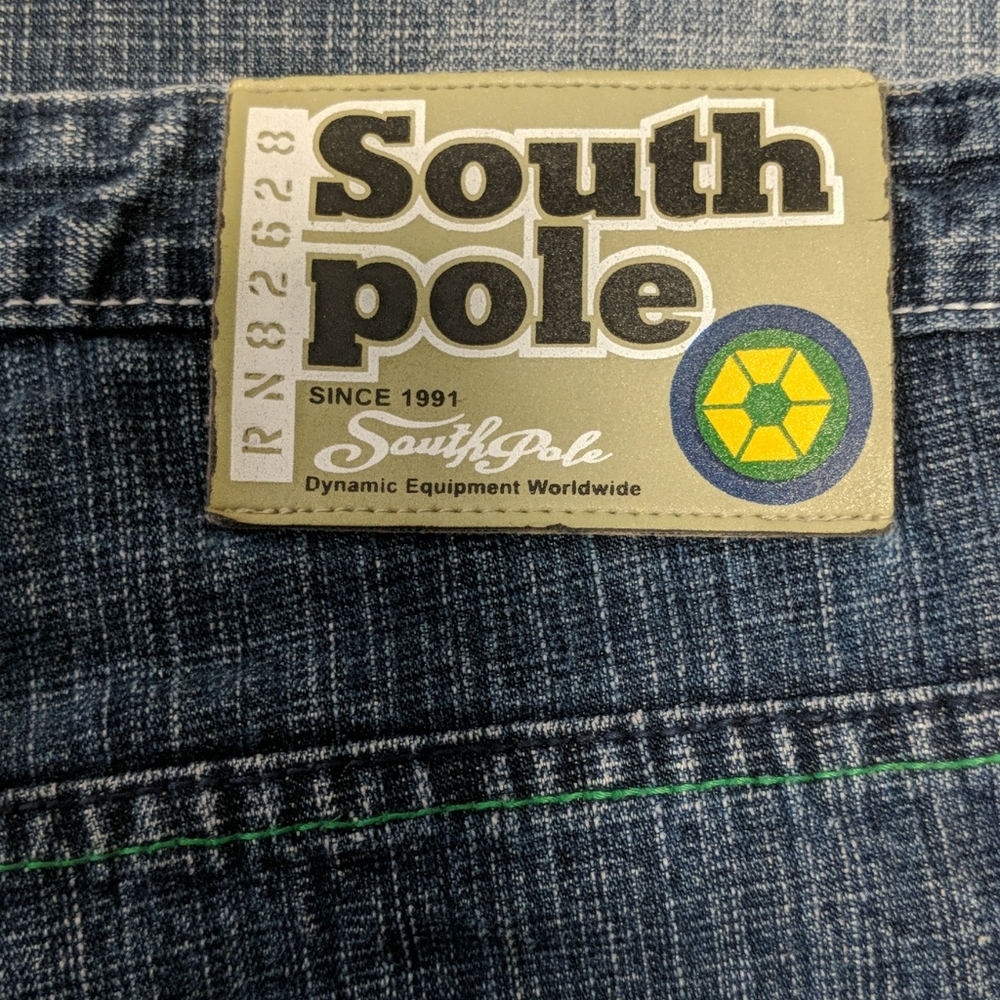 South
pole
RN82628
SINCE 1991
SouthPole
Dynamic Equipment Worldwide